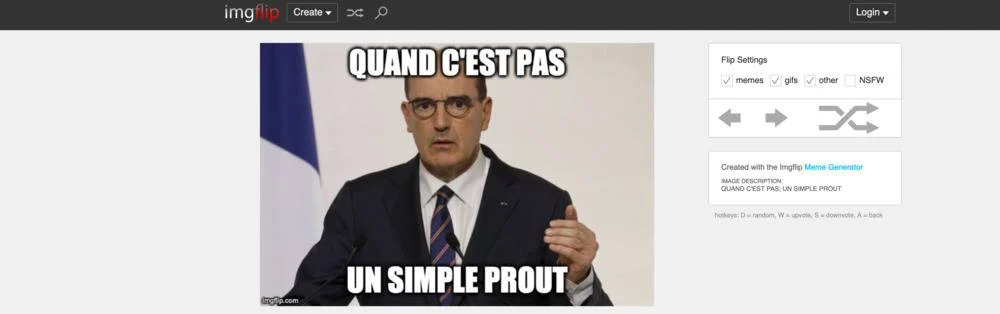 imgflip
Create
Login
QUAND C'EST PAS
UN SIMPLE PROUT
imgflip.com
Flip Settings
memes gifs other NSFW
Created with the Imgflip Meme Generator
IMAGE DESCRIPTION:
QUAND C'EST PAS; UN SIMPLE PROUT
hotkeys: D = random, W = upvote, S = downvote, A = back